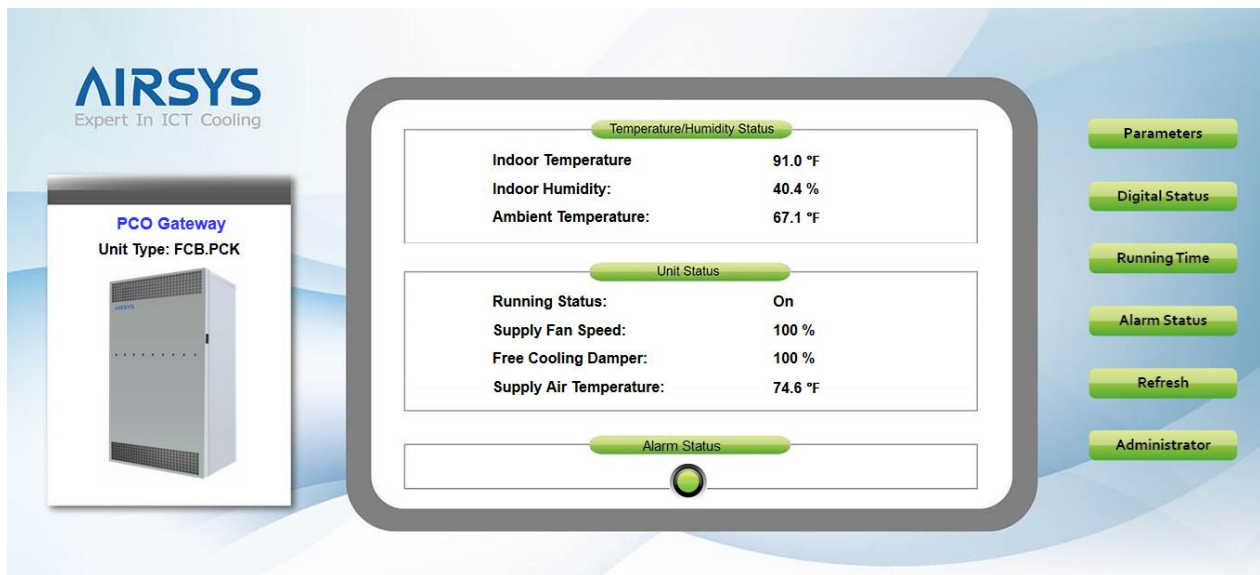 AIRSYS
Expert In ICT Cooling
PCO Gateway
Unit Type: FCB.PCK
AIRSYS
Temperature/Humidity Status
Indoor Temperature 91.0 °F
Indoor Humidity: 40.4 %
Ambient Temperature: 67.1 °F
Unit Status
Running Status: On
Supply Fan Speed: 100 %
Free Cooling Damper: 100 %
Supply Air Temperature: 74.6 °F
Alarm Status
Parameters
Digital Status
Running Time
Alarm Status
Refresh
Administrator